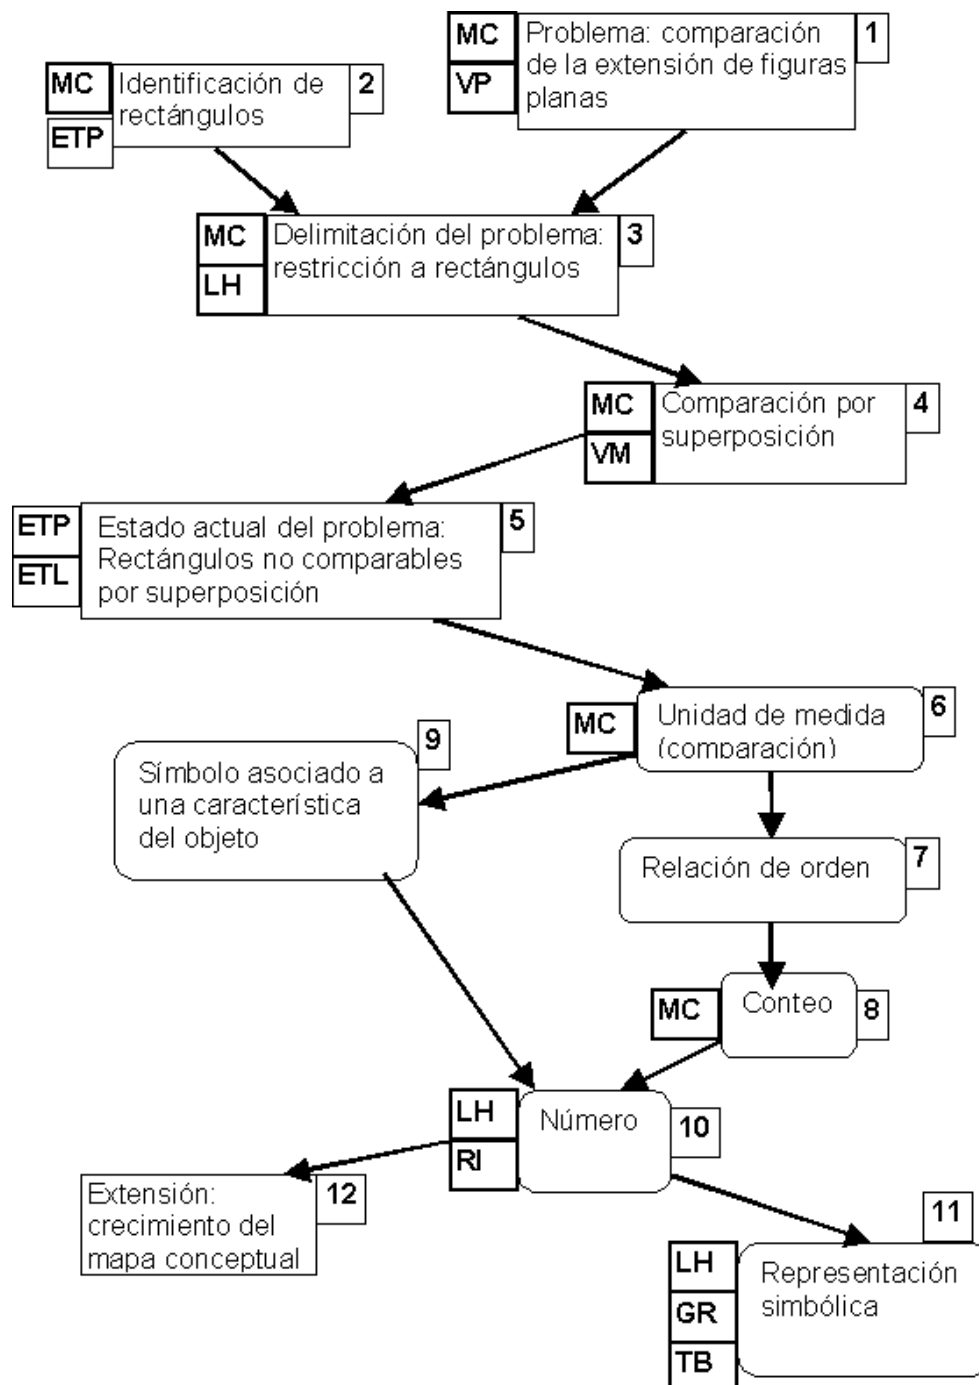 MC
VP
Problema: comparación
de la extensión de figuras
planas
1
MC
ETP
Identificación de
rectángulos
2
MC
LH
Delimitación del problema:
restricción a rectángulos
3
MC
VM
Comparación por
superposición
4
ETP
ETL
Estado actual del problema:
Rectángulos no comparables
por superposición
5
MC
Unidad de medida
(comparación)
6
Símbolo asociado a
una característica
del objeto
9
Relación de orden
7
MC
Conteo
8
LH
RI
Número
10
Extensión:
crecimiento del
mapa conceptual
12
11
LH
GR
TB
Representación
simbólica